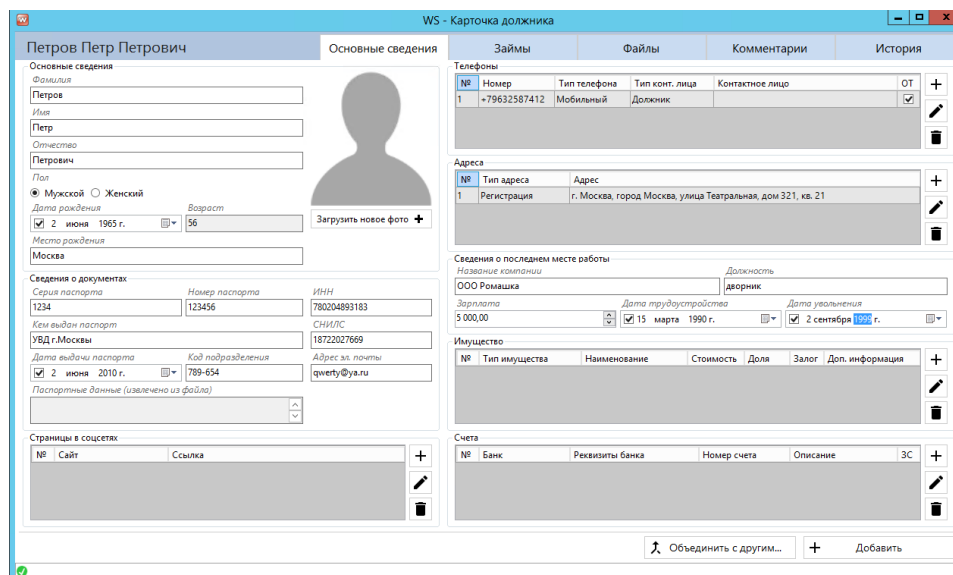 WS - Карточка должника
Петров Петр Петрович
Основные сведения
Займы
Файлы
Комментарии
История
Основные сведения
Фамилия
Петров
Имя
Петр
Отчество
Петрович
Пол
Мужской Женский
Дата рождения Возраст
2 июня 1965 г. 56
Место рождения
Москва
Загрузить новое фото
Сведения о документах
Серия паспорта Номер паспорта ИНН
1234 123456 780204893183
Кем выдан паспорт СНИЛС
УВД г.Москвы 18722027669
Дата выдачи паспорта Код подразделения Адрес эл. почты
2 июня 2010 г. 789-654 qwerty@ya.ru
Паспортные данные (извлечено из файла)
Страницы в соцсетях
№ Сайт Ссылка
Телефоны
№ Номер Тип телефона Тип конт. лица Контактное лицо ОТ
1 +79632587412 Мобильный Должник
Адреса
№ Тип адреса Адрес
1 Регистрация г. Москва, город Москва, улица Театральная, дом 321, кв. 21
Сведения о последнем месте работы
Название компании Должность
ООО Ромашка дворник
Зарплата Дата трудоустройства Дата увольнения
5 000,00 15 марта 1990 г. 2 сентября 1999 г.
Имущество
№ Тип имущества Наименование Стоимость Доля Залог Доп. информация
Счета
№ Банк Реквизиты банка Номер счета Описание ЗС
Объединить с другим...
Добавить